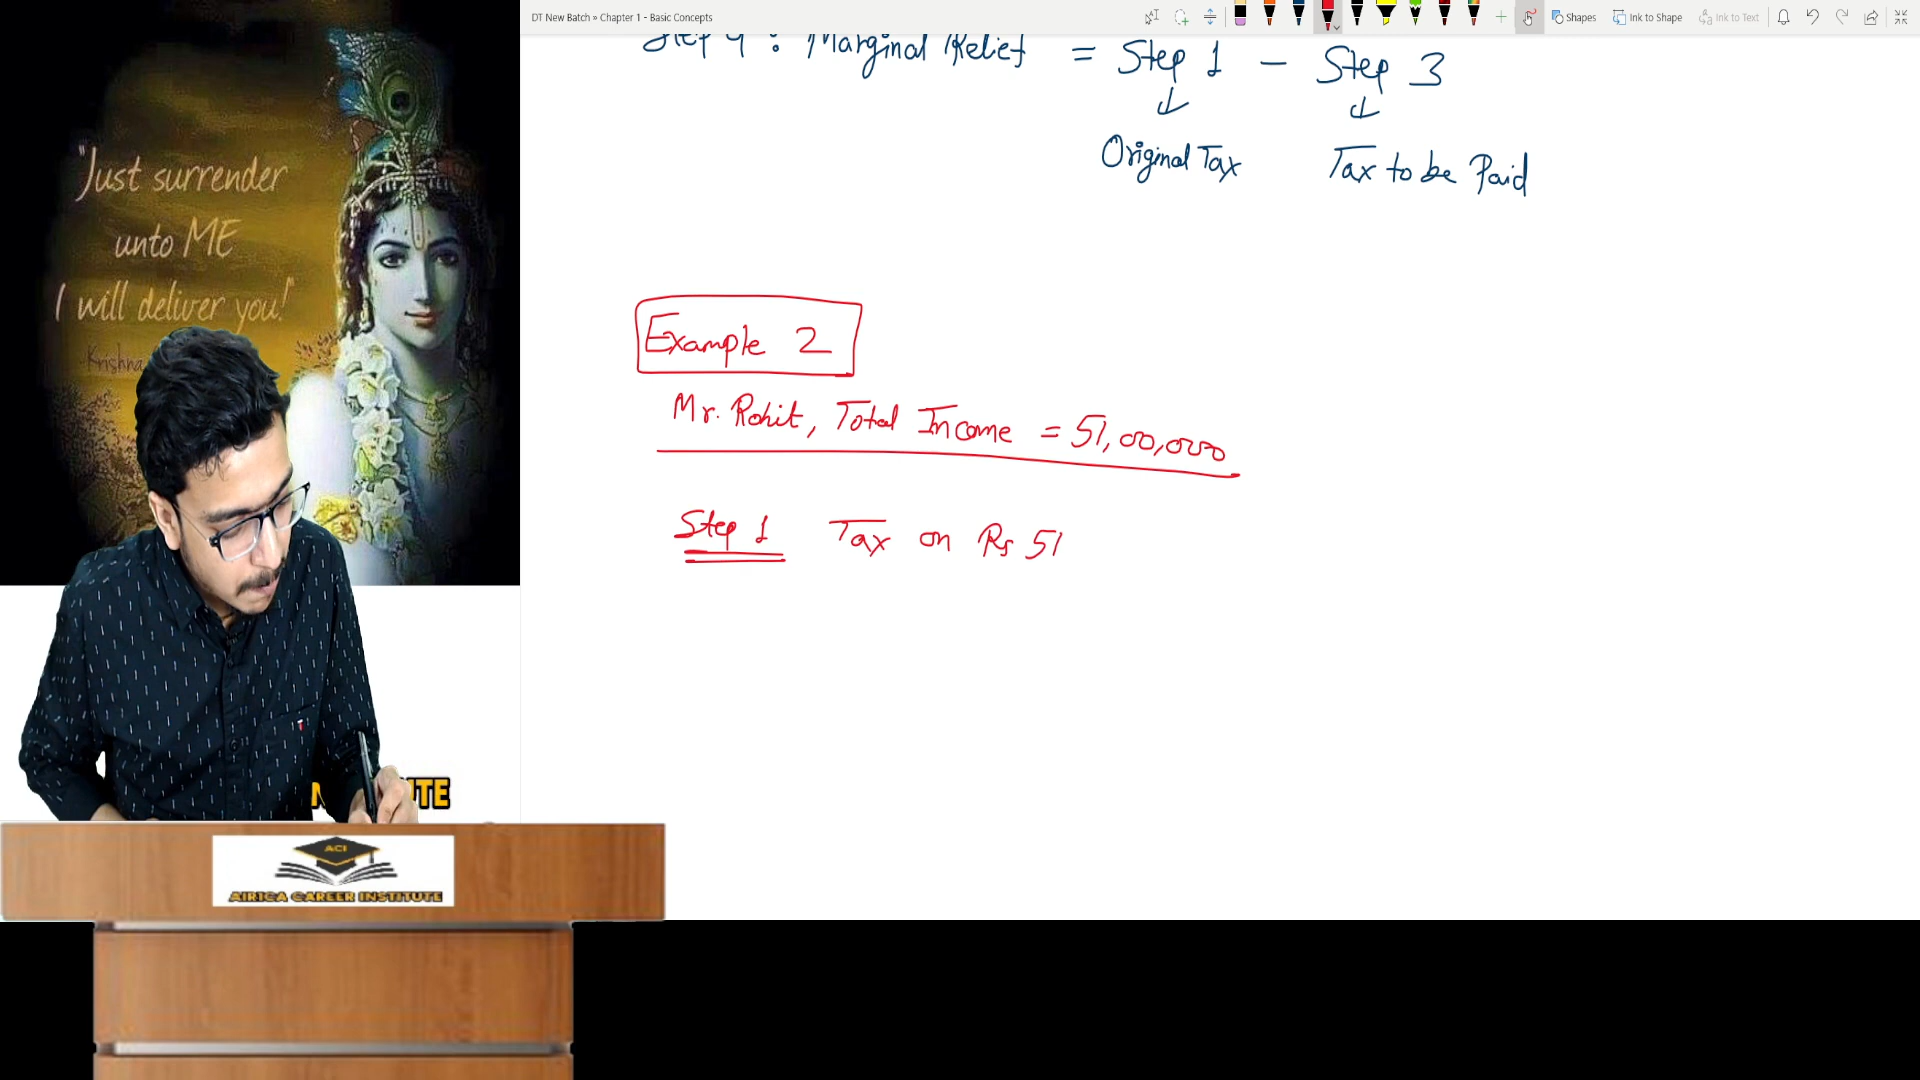 DT New Batch » Chapter 1 - Basic Concepts
Shapes
Ink to Shape
Ink to Text
Step 4 : Marginal Relief = Step 1 - Step 3
Original Tax
Tax to be Paid
"Just surrender
unto ME
I will deliver you!"
-Krishna
Example 2
Mr. Rohit, Total Income = 51,00,000
Step 1 Tax on Rs 51
ACI
AIRICA CAREER INSTITUTE